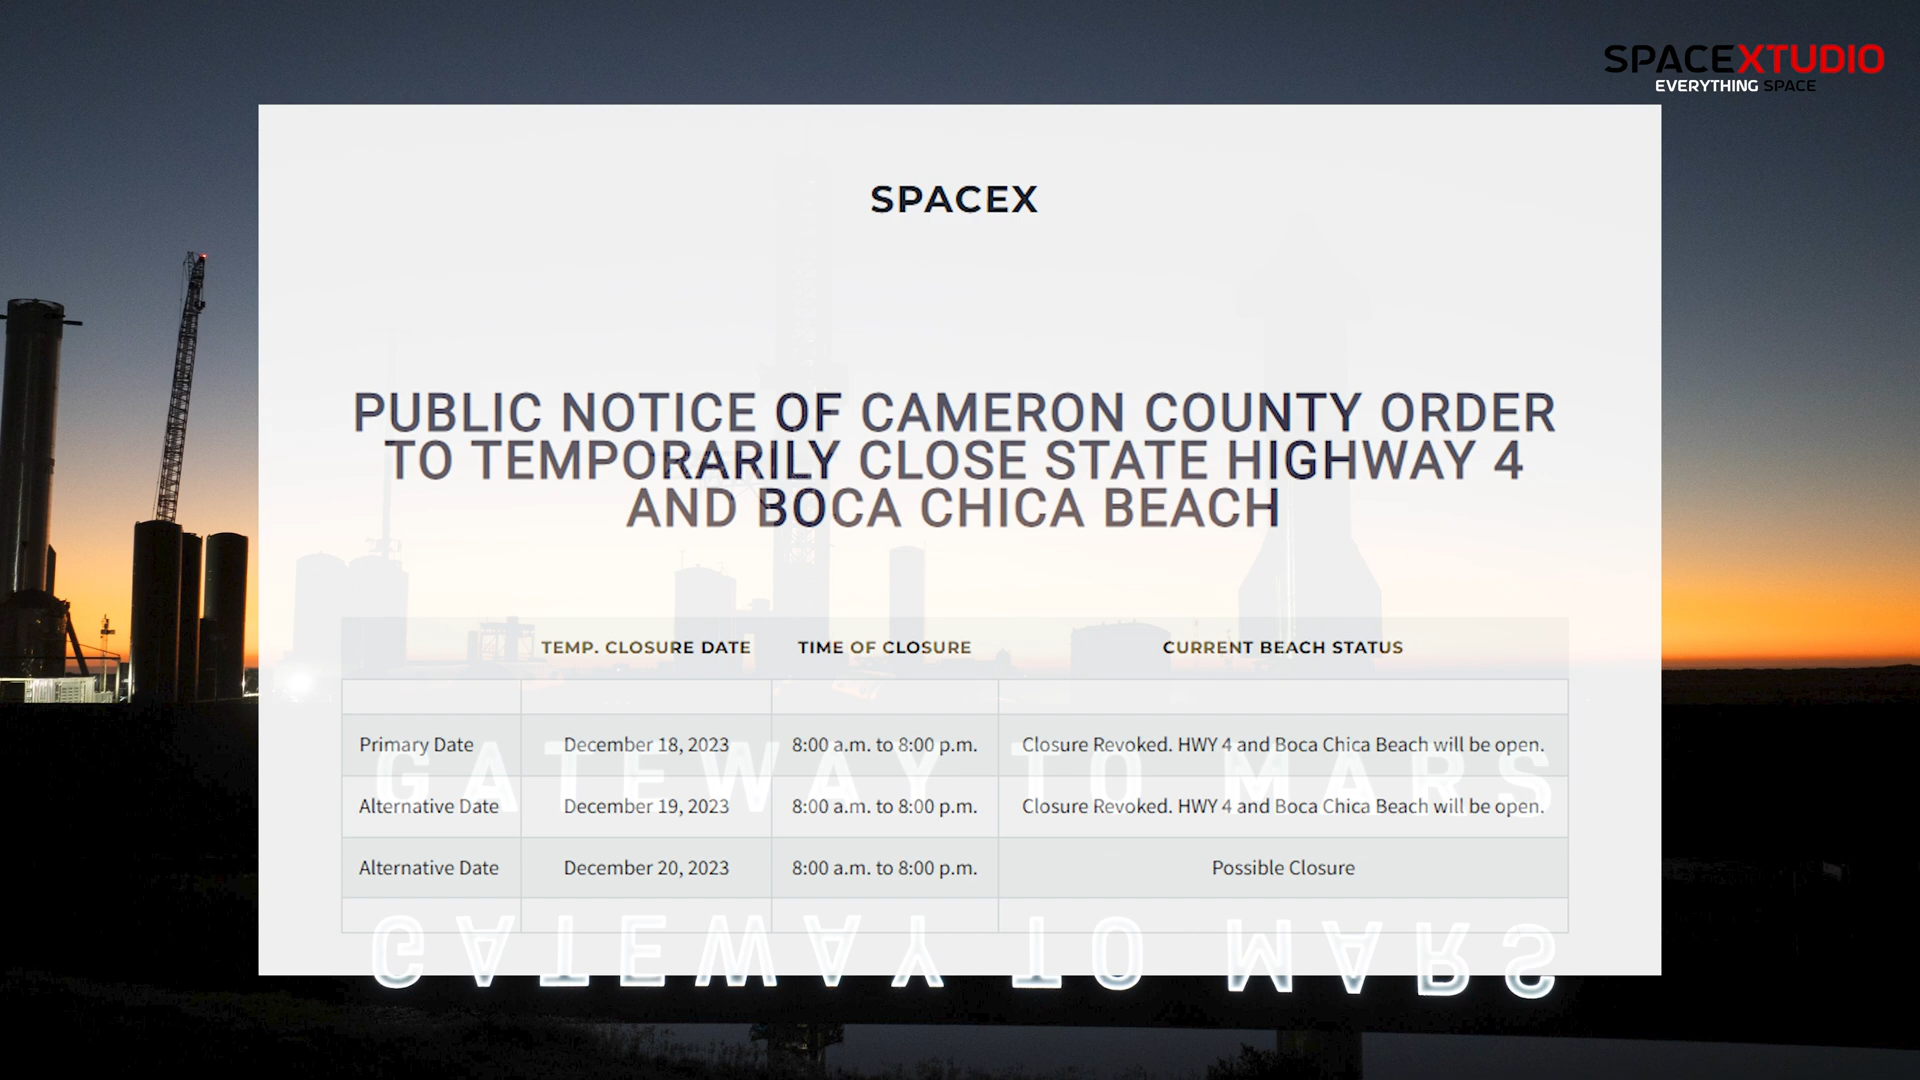 SPACEXTUDIO
EVERYTHING SPACE
SPACEX
PUBLIC NOTICE OF CAMERON COUNTY ORDER
TO TEMPORARILY CLOSE STATE HIGHWAY 4
AND BOCA CHICA BEACH
TEMP. CLOSURE DATE TIME OF CLOSURE CURRENT BEACH STATUS
Primary Date December 18, 2023 8:00 a.m. to 8:00 p.m. Closure Revoked. HWY 4 and Boca Chica Beach will be open.
GATEWAY TO MARS
Alternative Date December 19, 2023 8:00 a.m. to 8:00 p.m. Closure Revoked. HWY 4 and Boca Chica Beach will be open.
Alternative Date December 20, 2023 8:00 a.m. to 8:00 p.m. Possible Closure
GATEWAY TO MARS